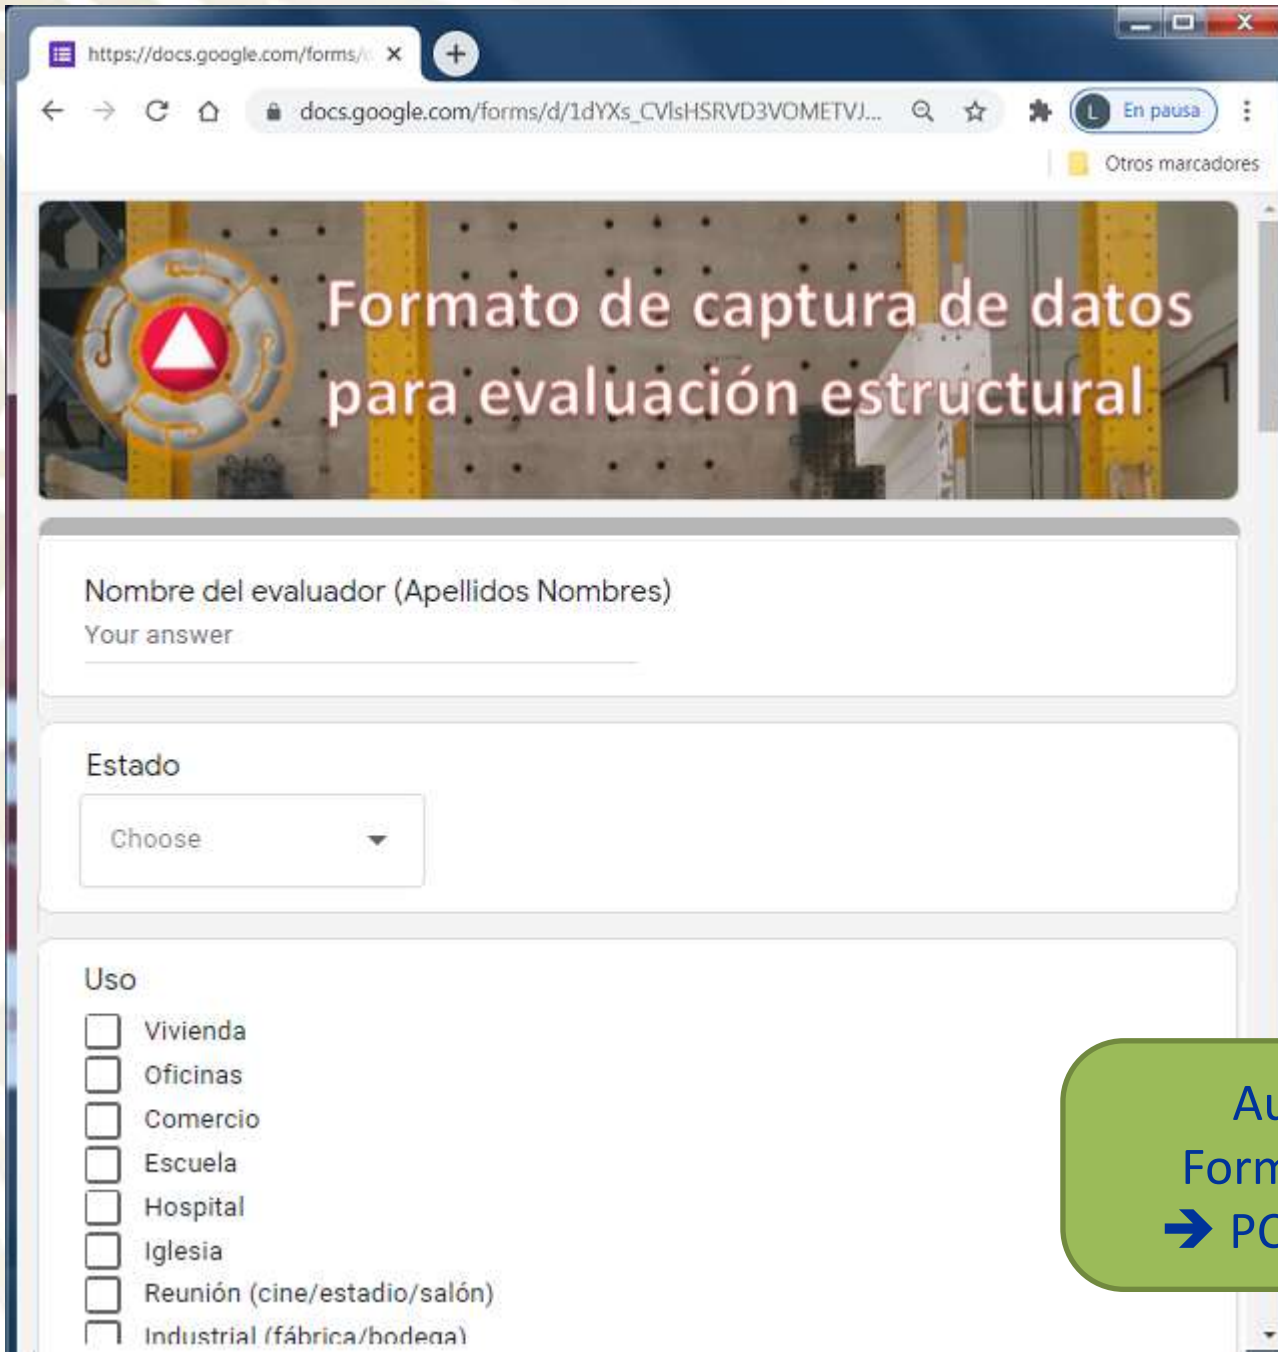 https://docs.google.com/forms/
docs.google.com/forms/d/1dYXs_CVlsHSRVD3VOMETVJ...
L En pausa
Otros marcadores
Formato de captura de datos
para evaluación estructural
Nombre del evaluador (Apellidos Nombres)
Your answer
Estado
Choose
Uso
Vivienda
Oficinas
Comercio
Escuela
Hospital
Iglesia
Reunión (cine/estadio/salón)
Industrial (fábrica/bodega)